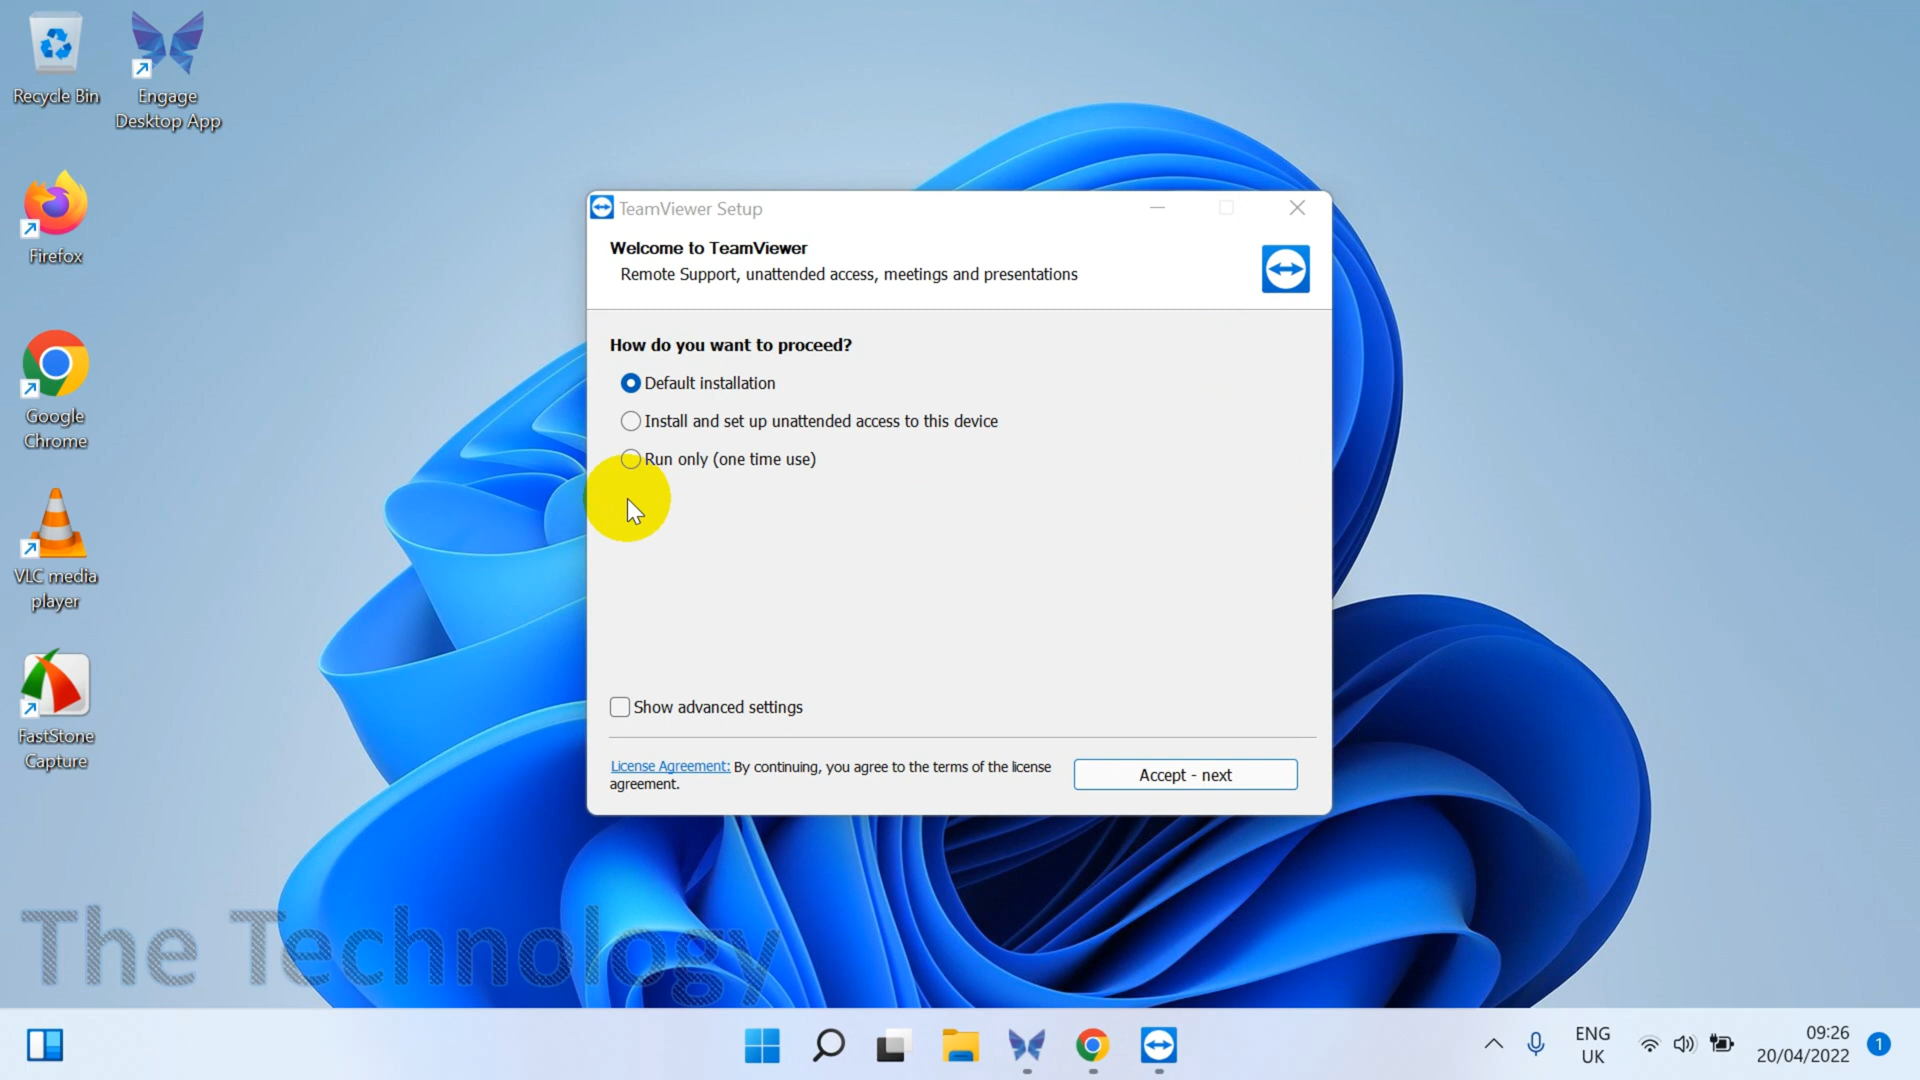 Recycle Bin
Engage
Desktop App
Firefox
Google
Chrome
VLC media
player
FastStone
Capture
TeamViewer Setup
Welcome to TeamViewer
Remote Support, unattended access, meetings and presentations
How do you want to proceed?
Default installation
Install and set up unattended access to this device
Run only (one time use)
Show advanced settings
License Agreement: By continuing, you agree to the terms of the license
agreement.
Accept - next
The Technology
ENG
UK
09:26
20/04/2022
1